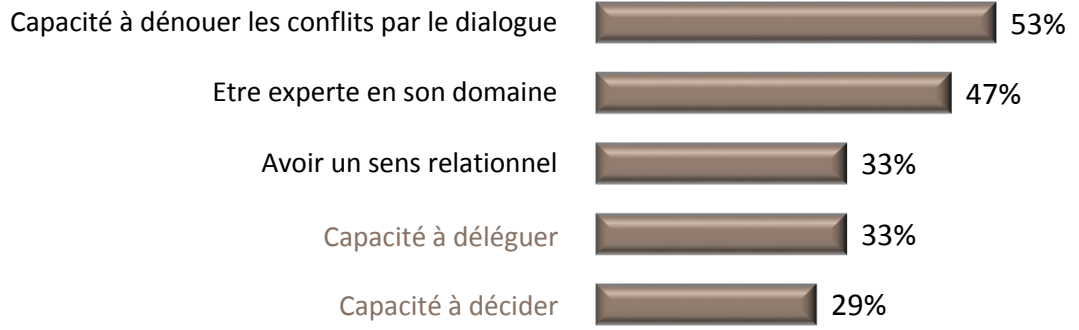 Capacité à dénouer les conflits par le dialogue 53%
Etre experte en son domaine 47%
Avoir un sens relationnel 33%
Capacité à déléguer 33%
Capacité à décider 29%